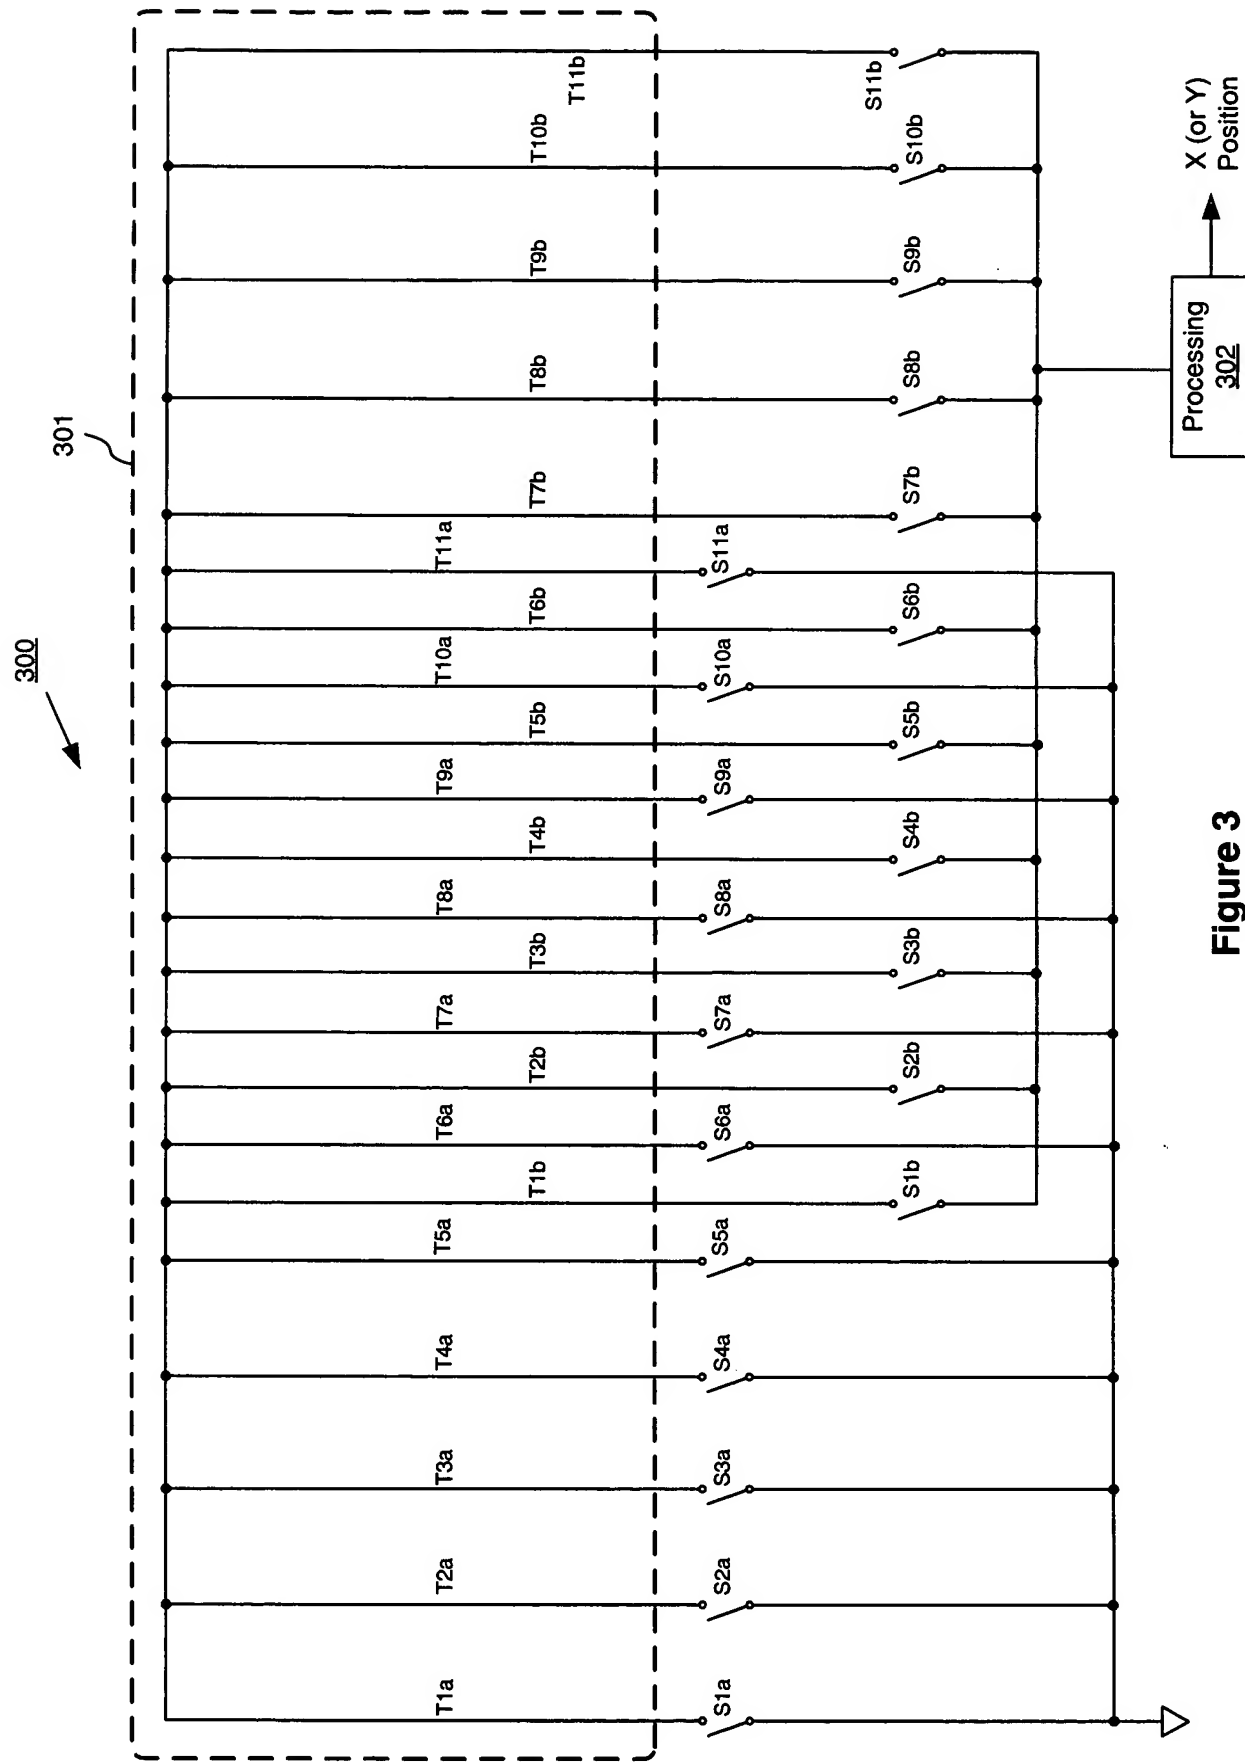 300
301
T1a
T2a
T3a
T4a
T5a
T1b
T6a
T2b
T7a
T3b
T8a
T4b
T9a
T5b
T10a
T6b
T11a
T7b
T8b
T9b
T10b
T11b
S1a
S2a
S3a
S4a
S5a
S1b
S6a
S2b
S7a
S3b
S8a
S4b
S9a
S5b
S10a
S6b
S11a
S7b
S8b
S9b
S10b
S11b
Processing
302
X (or Y)
Position
Figure 3